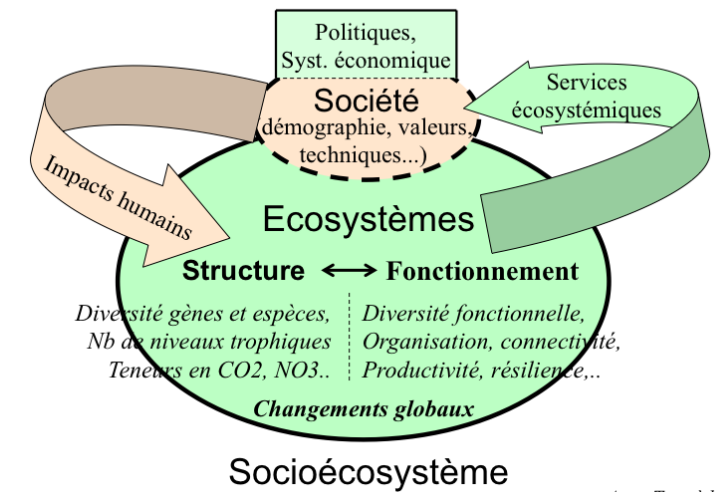 Politiques,
Syst. économique
Société
démographie, valeurs,
techniques...)
Services
écosystémiques
Impacts humains
Ecosystèmes
Structure ↔ Fonctionnement
Diversité gènes et espèces,
Nb de niveaux trophiques
Teneurs en CO2, NO3..
Diversité fonctionnelle,
Organisation, connectivité,
Productivité, résilience,..
Changements globaux
Socioécosystème